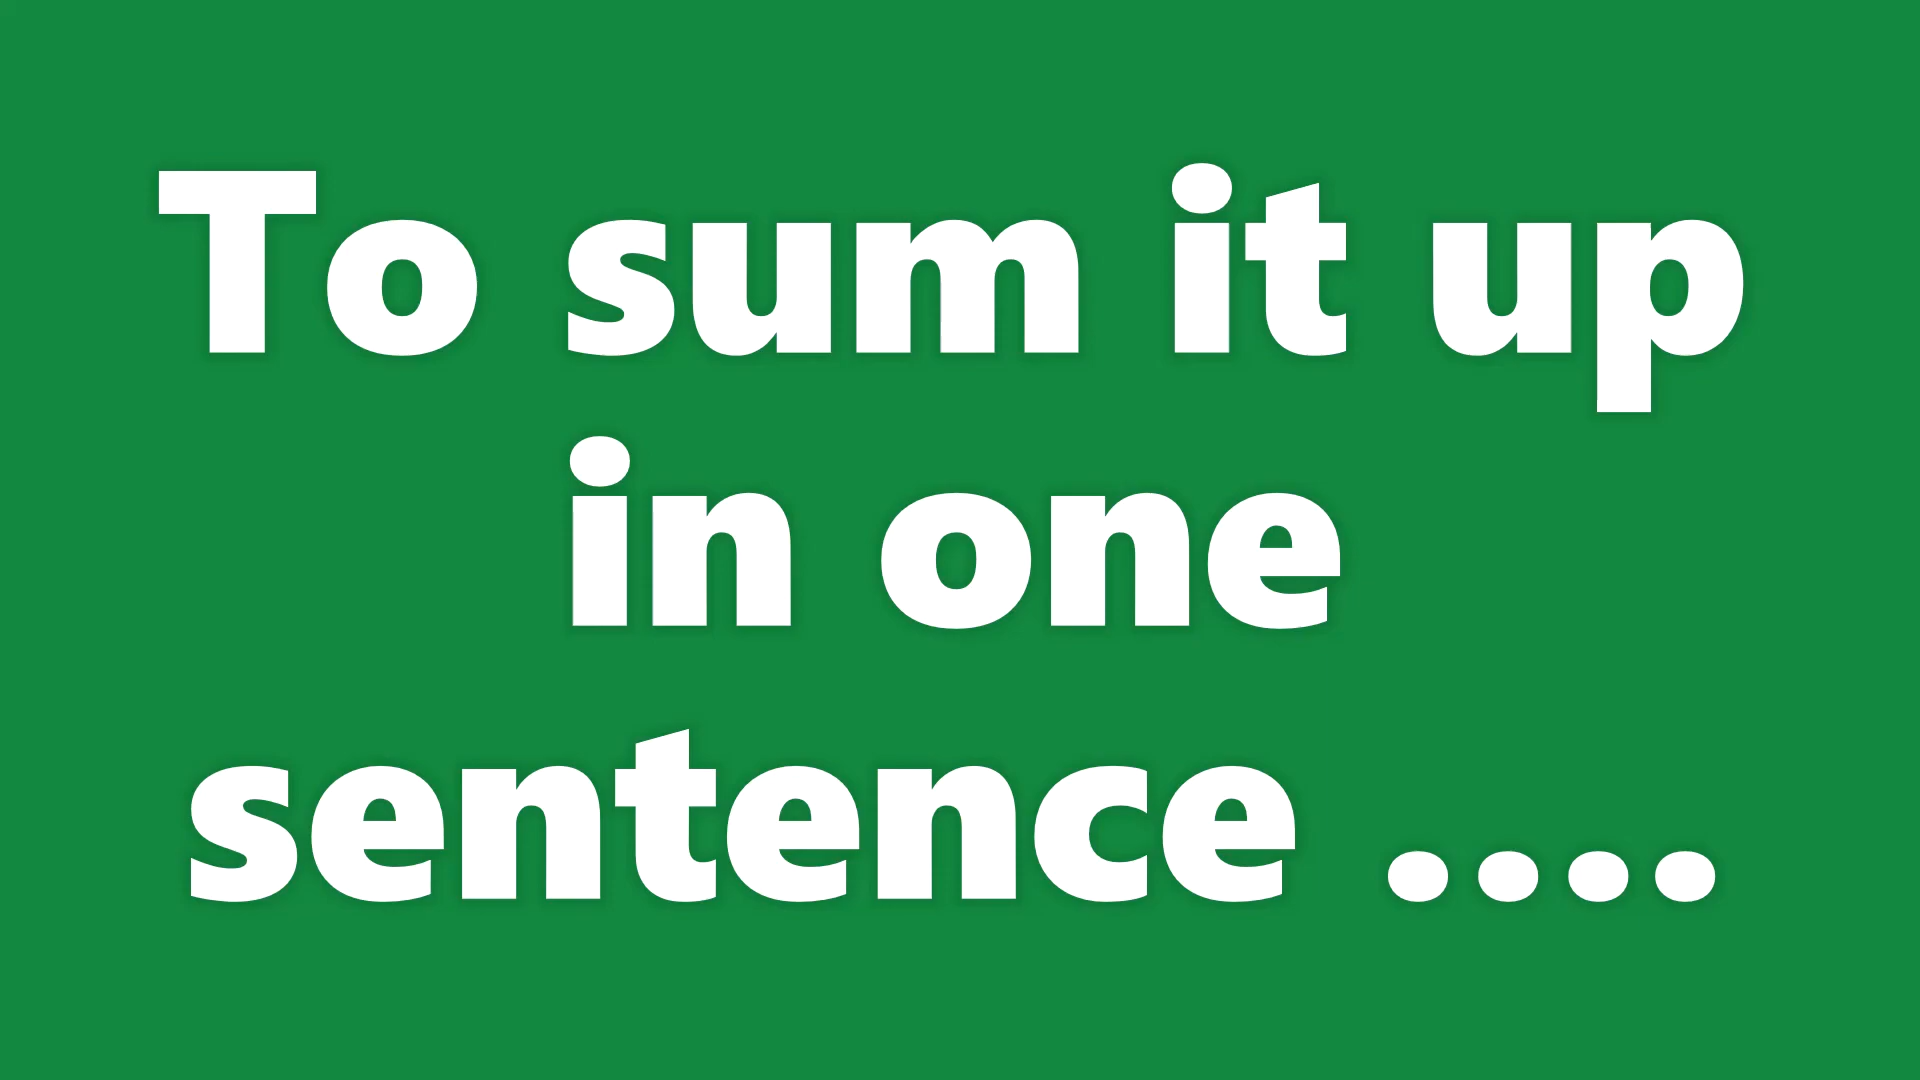 To sum it up
in one
sentence ....